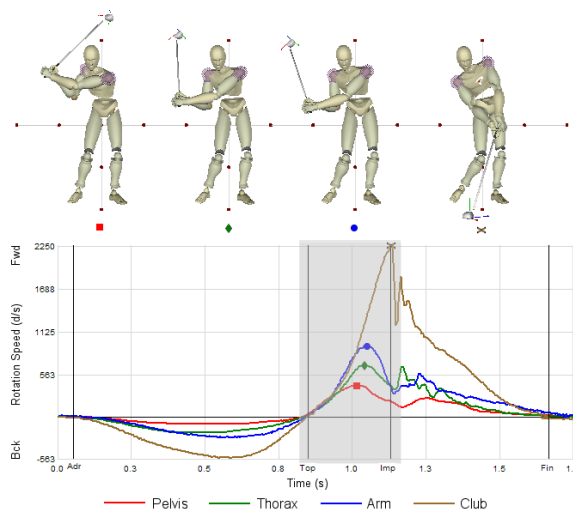 Fwd
2250
1688
1125
563
-563
Rotation Speed (d/s)
Bck
Adr
Top
Imp
Fin
0.0
0.3
0.5
0.8
1.0
1.3
1.5
1.
Time (s)
Pelvis
Thorax
Arm
Club